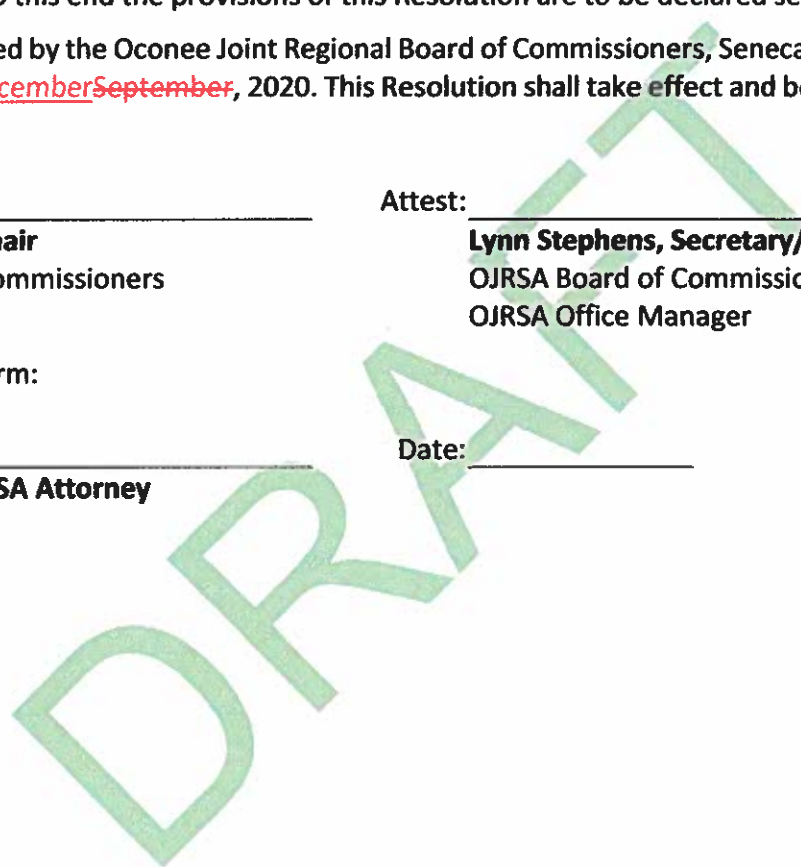 this end the provisions of this Resolution are to be declared se
ed by the Oconee Joint Regional Board of Commissioners, Seneca
cemberSeptember, 2020. This Resolution shall take effect and b
Attest:
air
Lynn Stephens, Secretary/
ommissioners
OJRSA Board of Commissio
OJRSA Office Manager
rm:
Date:
SA Attorney
DRAFT